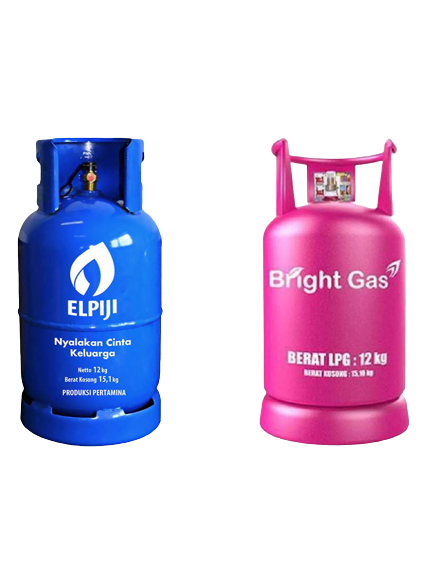 ELPIJI
Nyalakan Cinta
Keluarga
Netto 12 kg
Berat Kosong 15,1 kg
PRODUKSI PERTAMINA
Bright Gas
BERAT LPG : 12 kg
BERAT KOSONG : 15,10 kg